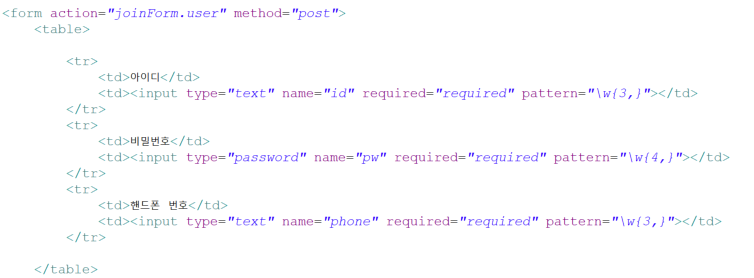 <form action="joinForm.user" method="post">
<table>
<tr>
<td>아이디</td>
<td><input type="text" name="id" required="required" pattern="\w{3,}"></td>
</tr>
<tr>
<td>비밀번호</td>
<td><input type="password" name="pw" required="required" pattern="\w{4,}"></td>
</tr>
<tr>
<td>핸드폰 번호</td>
<td><input type="text" name="phone" required="required" pattern="\w{3,}"></td>
</tr>
</table>